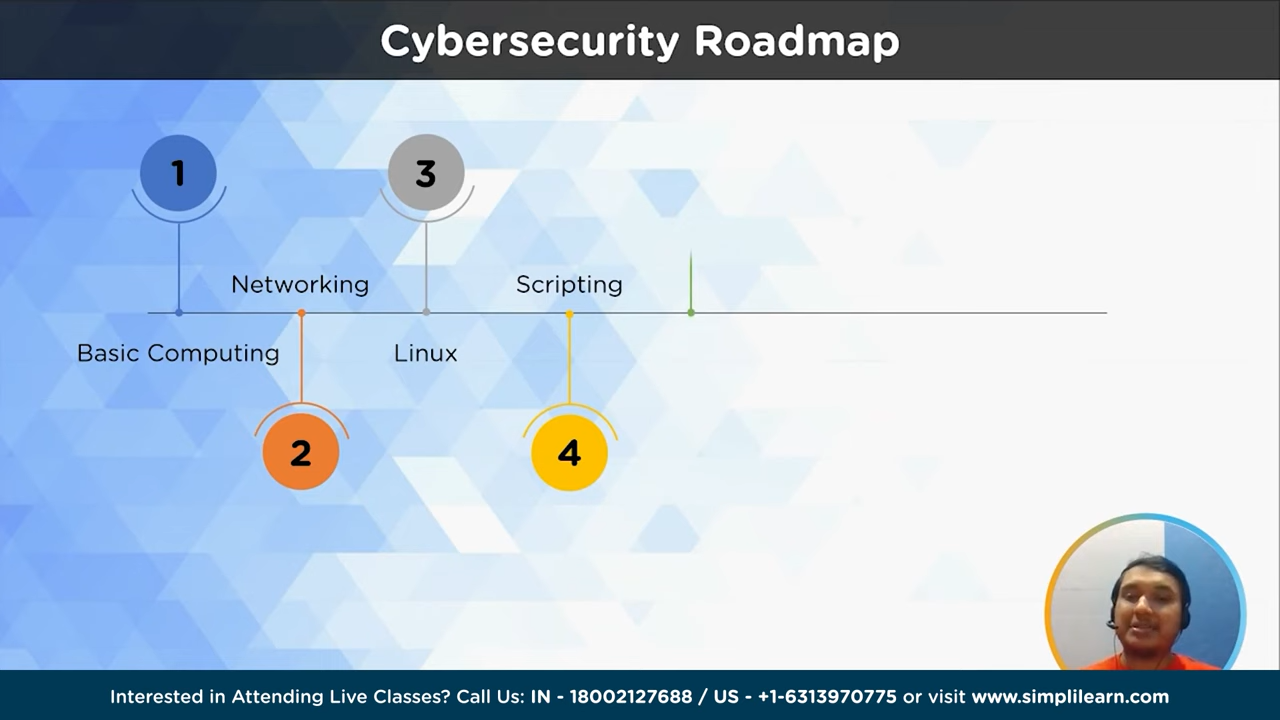 Cybersecurity Roadmap
1
3
Networking
Scripting
Basic Computing
Linux
2
4
Interested in Attending Live Classes? Call Us: IN - 18002127688 / US - +1-6313970775 or visit www.simplilearn.com